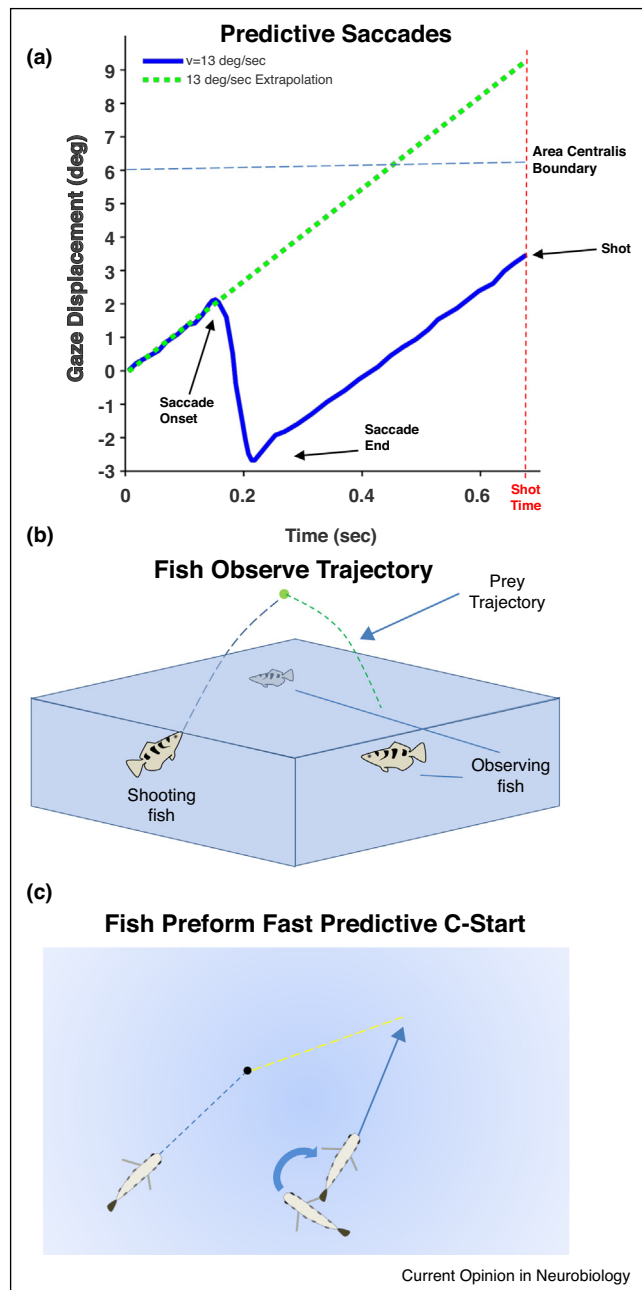 Predictive Saccades
(a)
v=13 deg/sec
13 deg/sec Extrapolation
9
8
7
6
5
4
3
2
1
0
-1
-2
-3
Gaze Displacement (deg)
Area Centralis
Boundary
Shot
Saccade
Onset
Saccade
End
0
0.2
0.4
0.6
Shot
Time
Time (sec)
(b)
Fish Observe Trajectory
Prey
Trajectory
Shooting
fish
Observing
fish
(c)
Fish Preform Fast Predictive C-Start
Current Opinion in Neurobiology